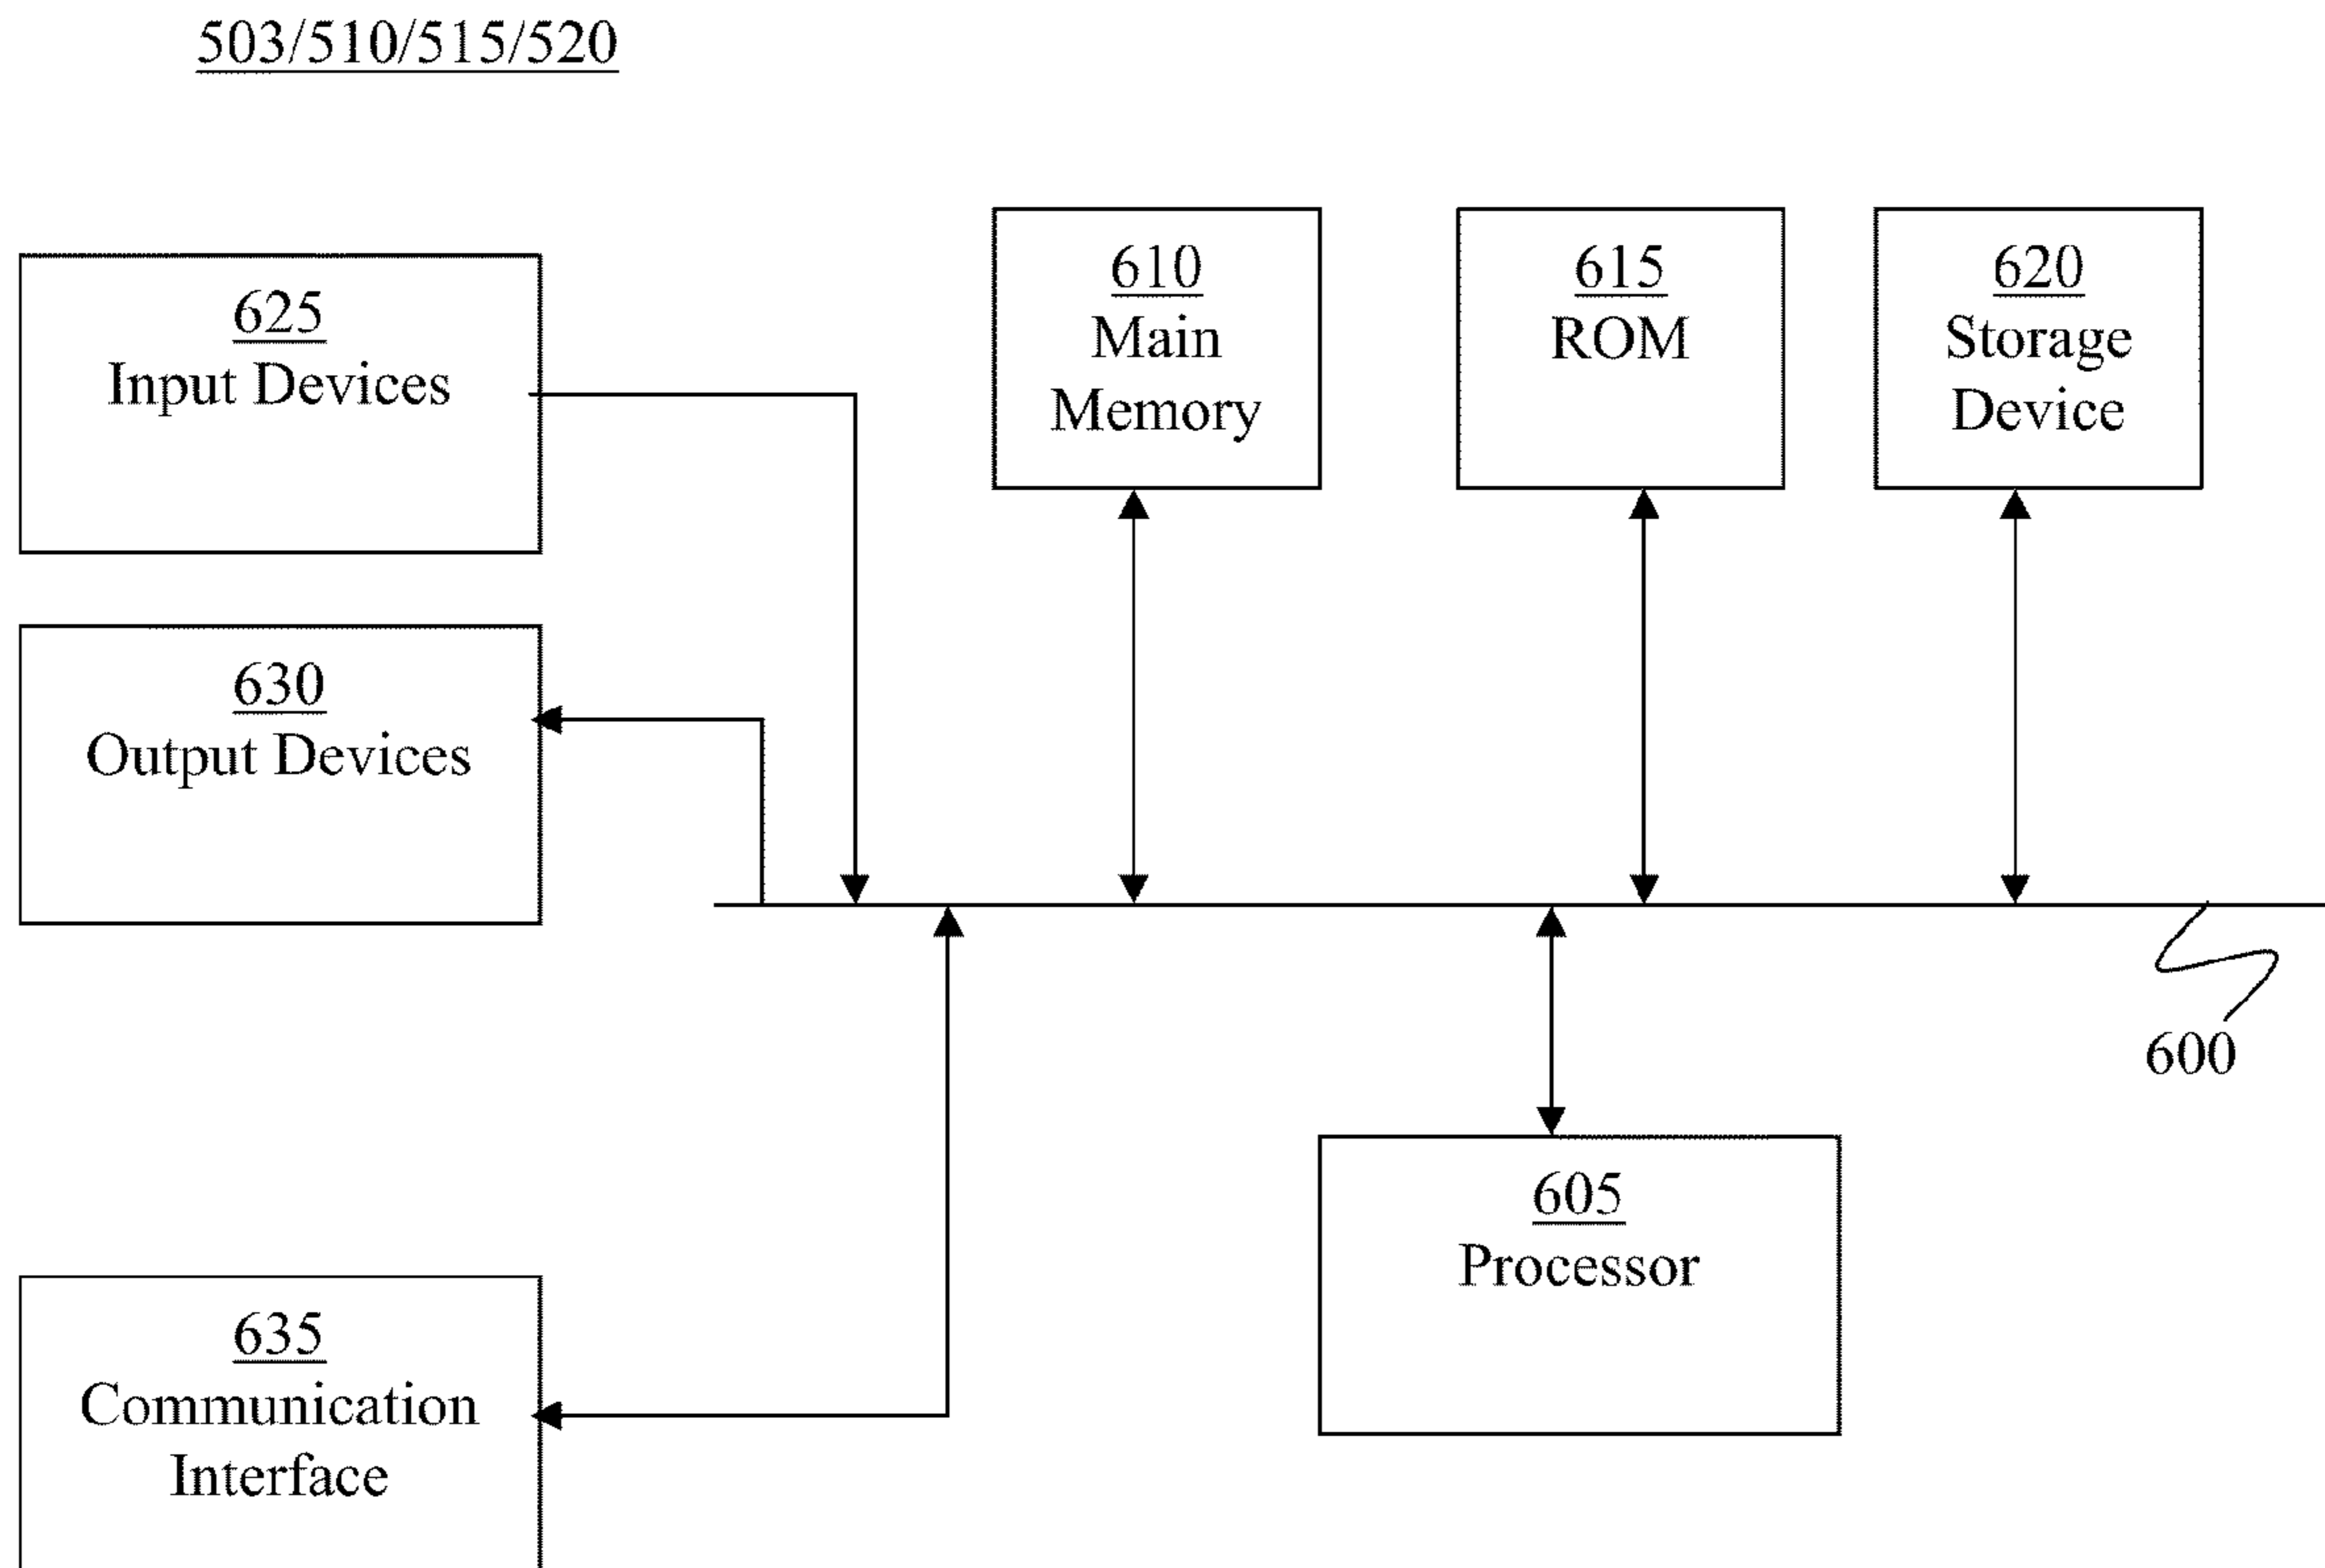 503/510/515/520
625
Input Devices
610
Main
Memory
615
ROM
620
Storage
Device
630
Output Devices
600
605
Processor
635
Communication
Interface